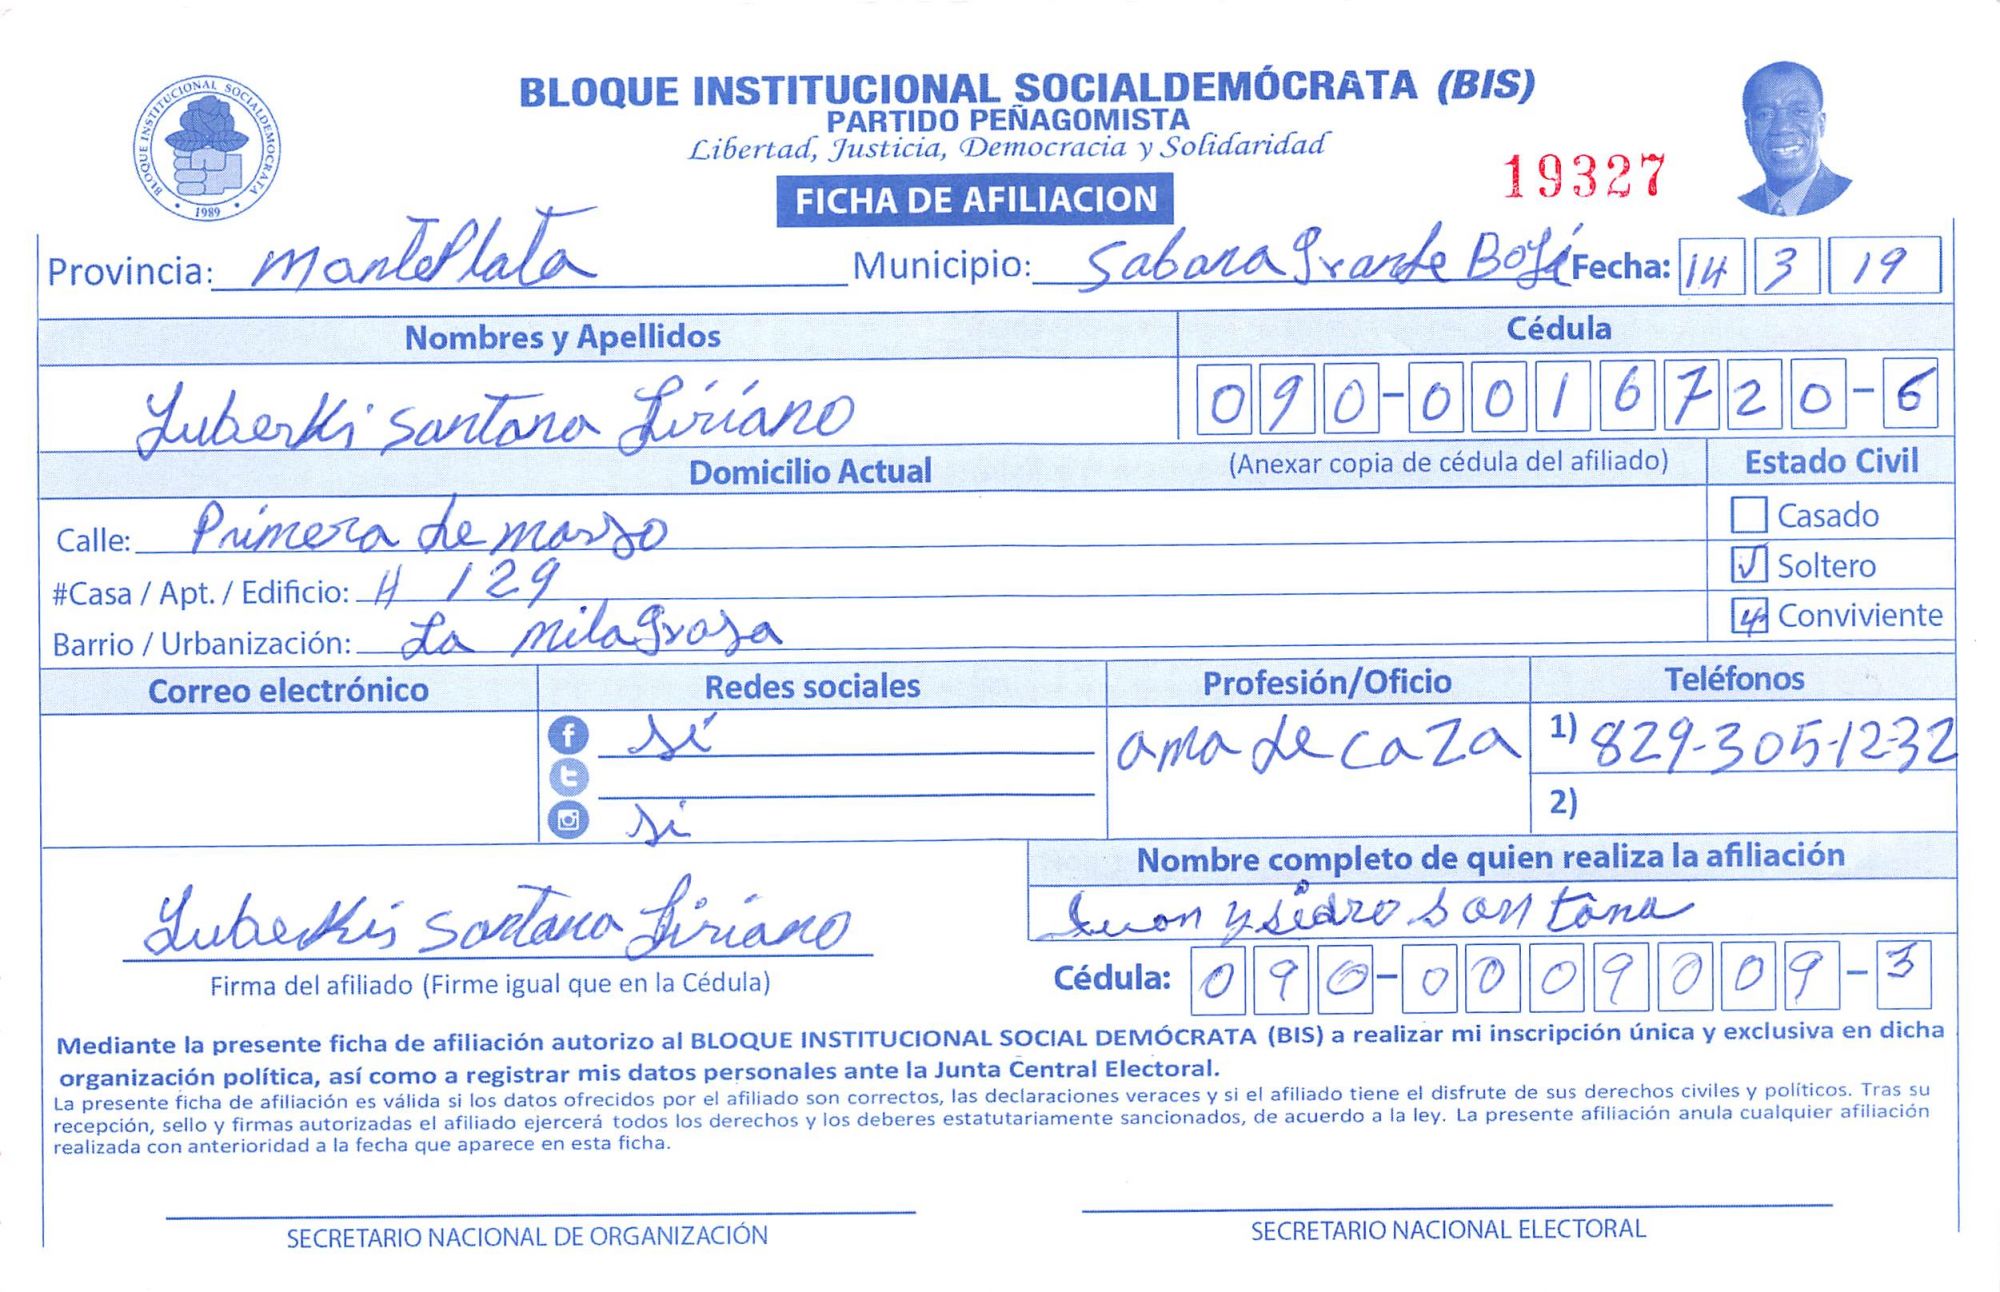 BLOQUE INSTITUCIONAL SOCIALDEMOCRATA
1989
BLOQUE INSTITUCIONAL SOCIALDEMÓCRATA (BIS)
PARTIDO PEÑAGOMISTA
Libertad, Justicia, Democracia y Solidaridad
19327
FICHA DE AFILIACION
Provincia: MontePlata Municipio: Sabana Grande Boyá Fecha: 14 3 19
Nombres y Apellidos Cédula
Yuberki Santana Liriano 090-0016720-6
Domicilio Actual (Anexar copia de cédula del afiliado) Estado Civil
Calle: Primera de marso Casado
#Casa / Apt. / Edificio: # 129 Soltero
Barrio / Urbanización: La milagrosa Conviviente
Correo electrónico Redes sociales Profesión/Oficio Teléfonos
sí ama de caza 1) 829-305-1232
si 2)
Nombre completo de quien realiza la afiliación
Yuberkis Santana Liriano Juan ysidro Santana
Firma del afiliado (Firme igual que en la Cédula) Cédula: 090-0009009-3
Mediante la presente ficha de afiliación autorizo al BLOQUE INSTITUCIONAL SOCIAL DEMÓCRATA (BIS) a realizar mi inscripción única y exclusiva en dicha
organización política, así como a registrar mis datos personales ante la Junta Central Electoral.
La presente ficha de afiliación es válida si los datos ofrecidos por el afiliado son correctos, las declaraciones veraces y si el afiliado tiene el disfrute de sus derechos civiles y políticos. Tras su
recepción, sello y firmas autorizadas el afiliado ejercerá todos los derechos y los deberes estatutariamente sancionados, de acuerdo a la ley. La presente afiliación anula cualquier afiliación
realizada con anterioridad a la fecha que aparece en esta ficha.
SECRETARIO NACIONAL DE ORGANIZACIÓN SECRETARIO NACIONAL ELECTORAL